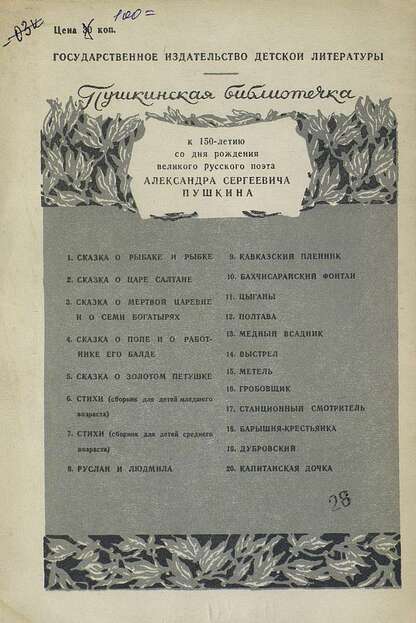 100=
-03к
Цена 30 коп.
ГОСУДАРСТВЕННОЕ ИЗДАТЕЛЬСТВО ДЕТСКОЙ ЛИТЕРАТУРЫ
Пушкинская библиотечка
к 150-летию
со дня рождения
великого русского поэта
АЛЕКСАНДРА СЕРГЕЕВИЧА
ПУШКИНА
1. СКАЗКА О РЫБАКЕ И РЫБКЕ
2. СКАЗКА О ЦАРЕ САЛТАНЕ
3. СКАЗКА О МЕРТВОЙ ЦАРЕВНЕ
И О СЕМИ БОГАТЫРЯХ
4. СКАЗКА О ПОПЕ И О РАБОТ-
НИКЕ ЕГО БАЛДЕ
5. СКАЗКА О ЗОЛОТОМ ПЕТУШКЕ
6. СТИХИ (сборник для детей младшего
возраста)
7. СТИХИ (сборник для детей среднего
возраста)
8. РУСЛАН И ЛЮДМИЛА
9. КАВКАЗСКИЙ ПЛЕННИК
10. БАХЧИСАРАЙСКИЙ ФОНТАН
11. ЦЫГАНЫ
12. ПОЛТАВА
13. МЕДНЫЙ ВСАДНИК
14. ВЫСТРЕЛ
15. МЕТЕЛЬ
16. ГРОБОВЩИК
17. СТАНЦИОННЫЙ СМОТРИТЕЛЬ
18. БАРЫШНЯ-КРЕСТЬЯНКА
19. ДУБРОВСКИЙ
20. КАПИТАНСКАЯ ДОЧКА
28